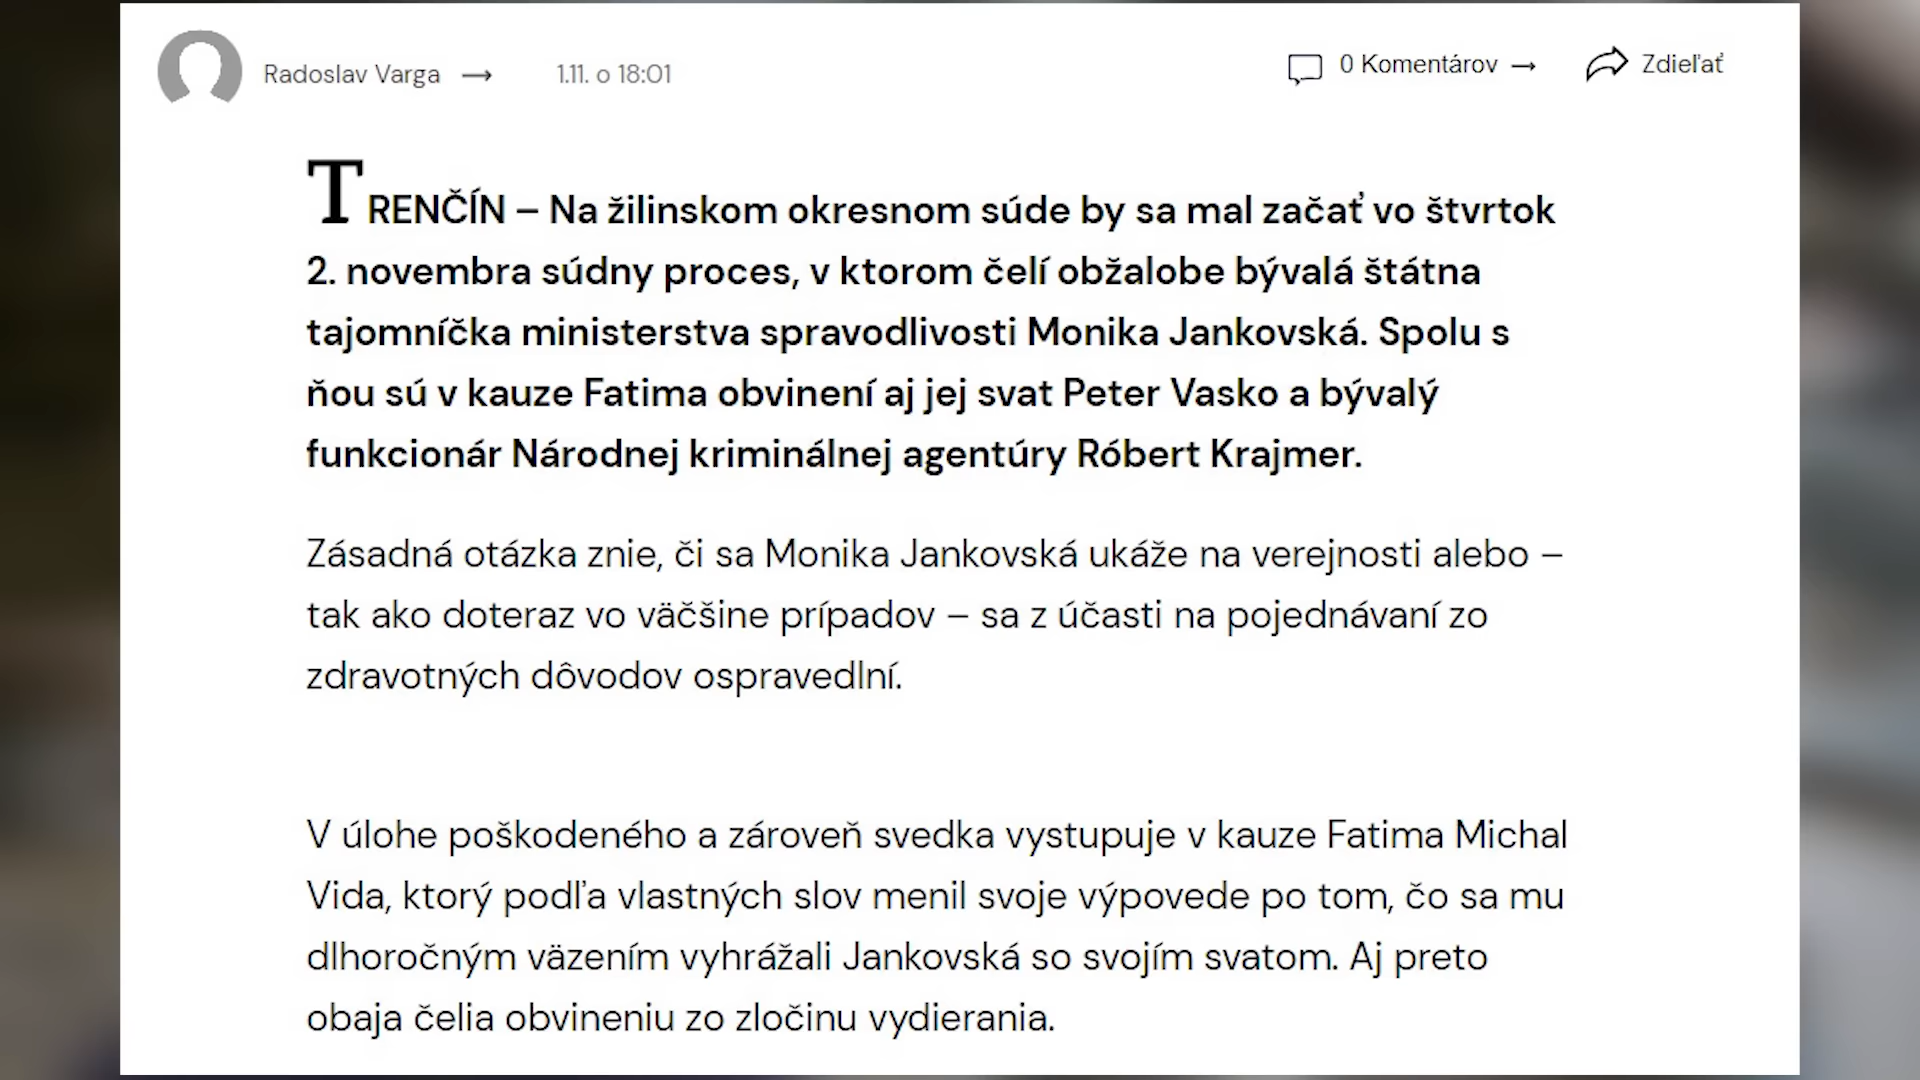 Radoslav Varga → 1.11. o 18:01 0 Komentárov → Zdieľať
TRENČÍN – Na žilinskom okresnom súde by sa mal začať vo štvrtok
2. novembra súdny proces, v ktorom čelí obžalobe bývalá štátna
tajomníčka ministerstva spravodlivosti Monika Jankovská. Spolu s
ňou sú v kauze Fatima obvinení aj jej svat Peter Vasko a bývalý
funkcionár Národnej kriminálnej agentúry Róbert Krajmer.
Zásadná otázka znie, či sa Monika Jankovská ukáže na verejnosti alebo –
tak ako doteraz vo väčšine prípadov – sa z účasti na pojednávaní zo
zdravotných dôvodov ospravedlní.
V úlohe poškodeného a zároveň svedka vystupuje v kauze Fatima Michal
Vida, ktorý podľa vlastných slov menil svoje výpovede po tom, čo sa mu
dlhoročným väzením vyhrážali Jankovská so svojím svatom. Aj preto
obaja čelia obvineniu zo zločinu vydierania.